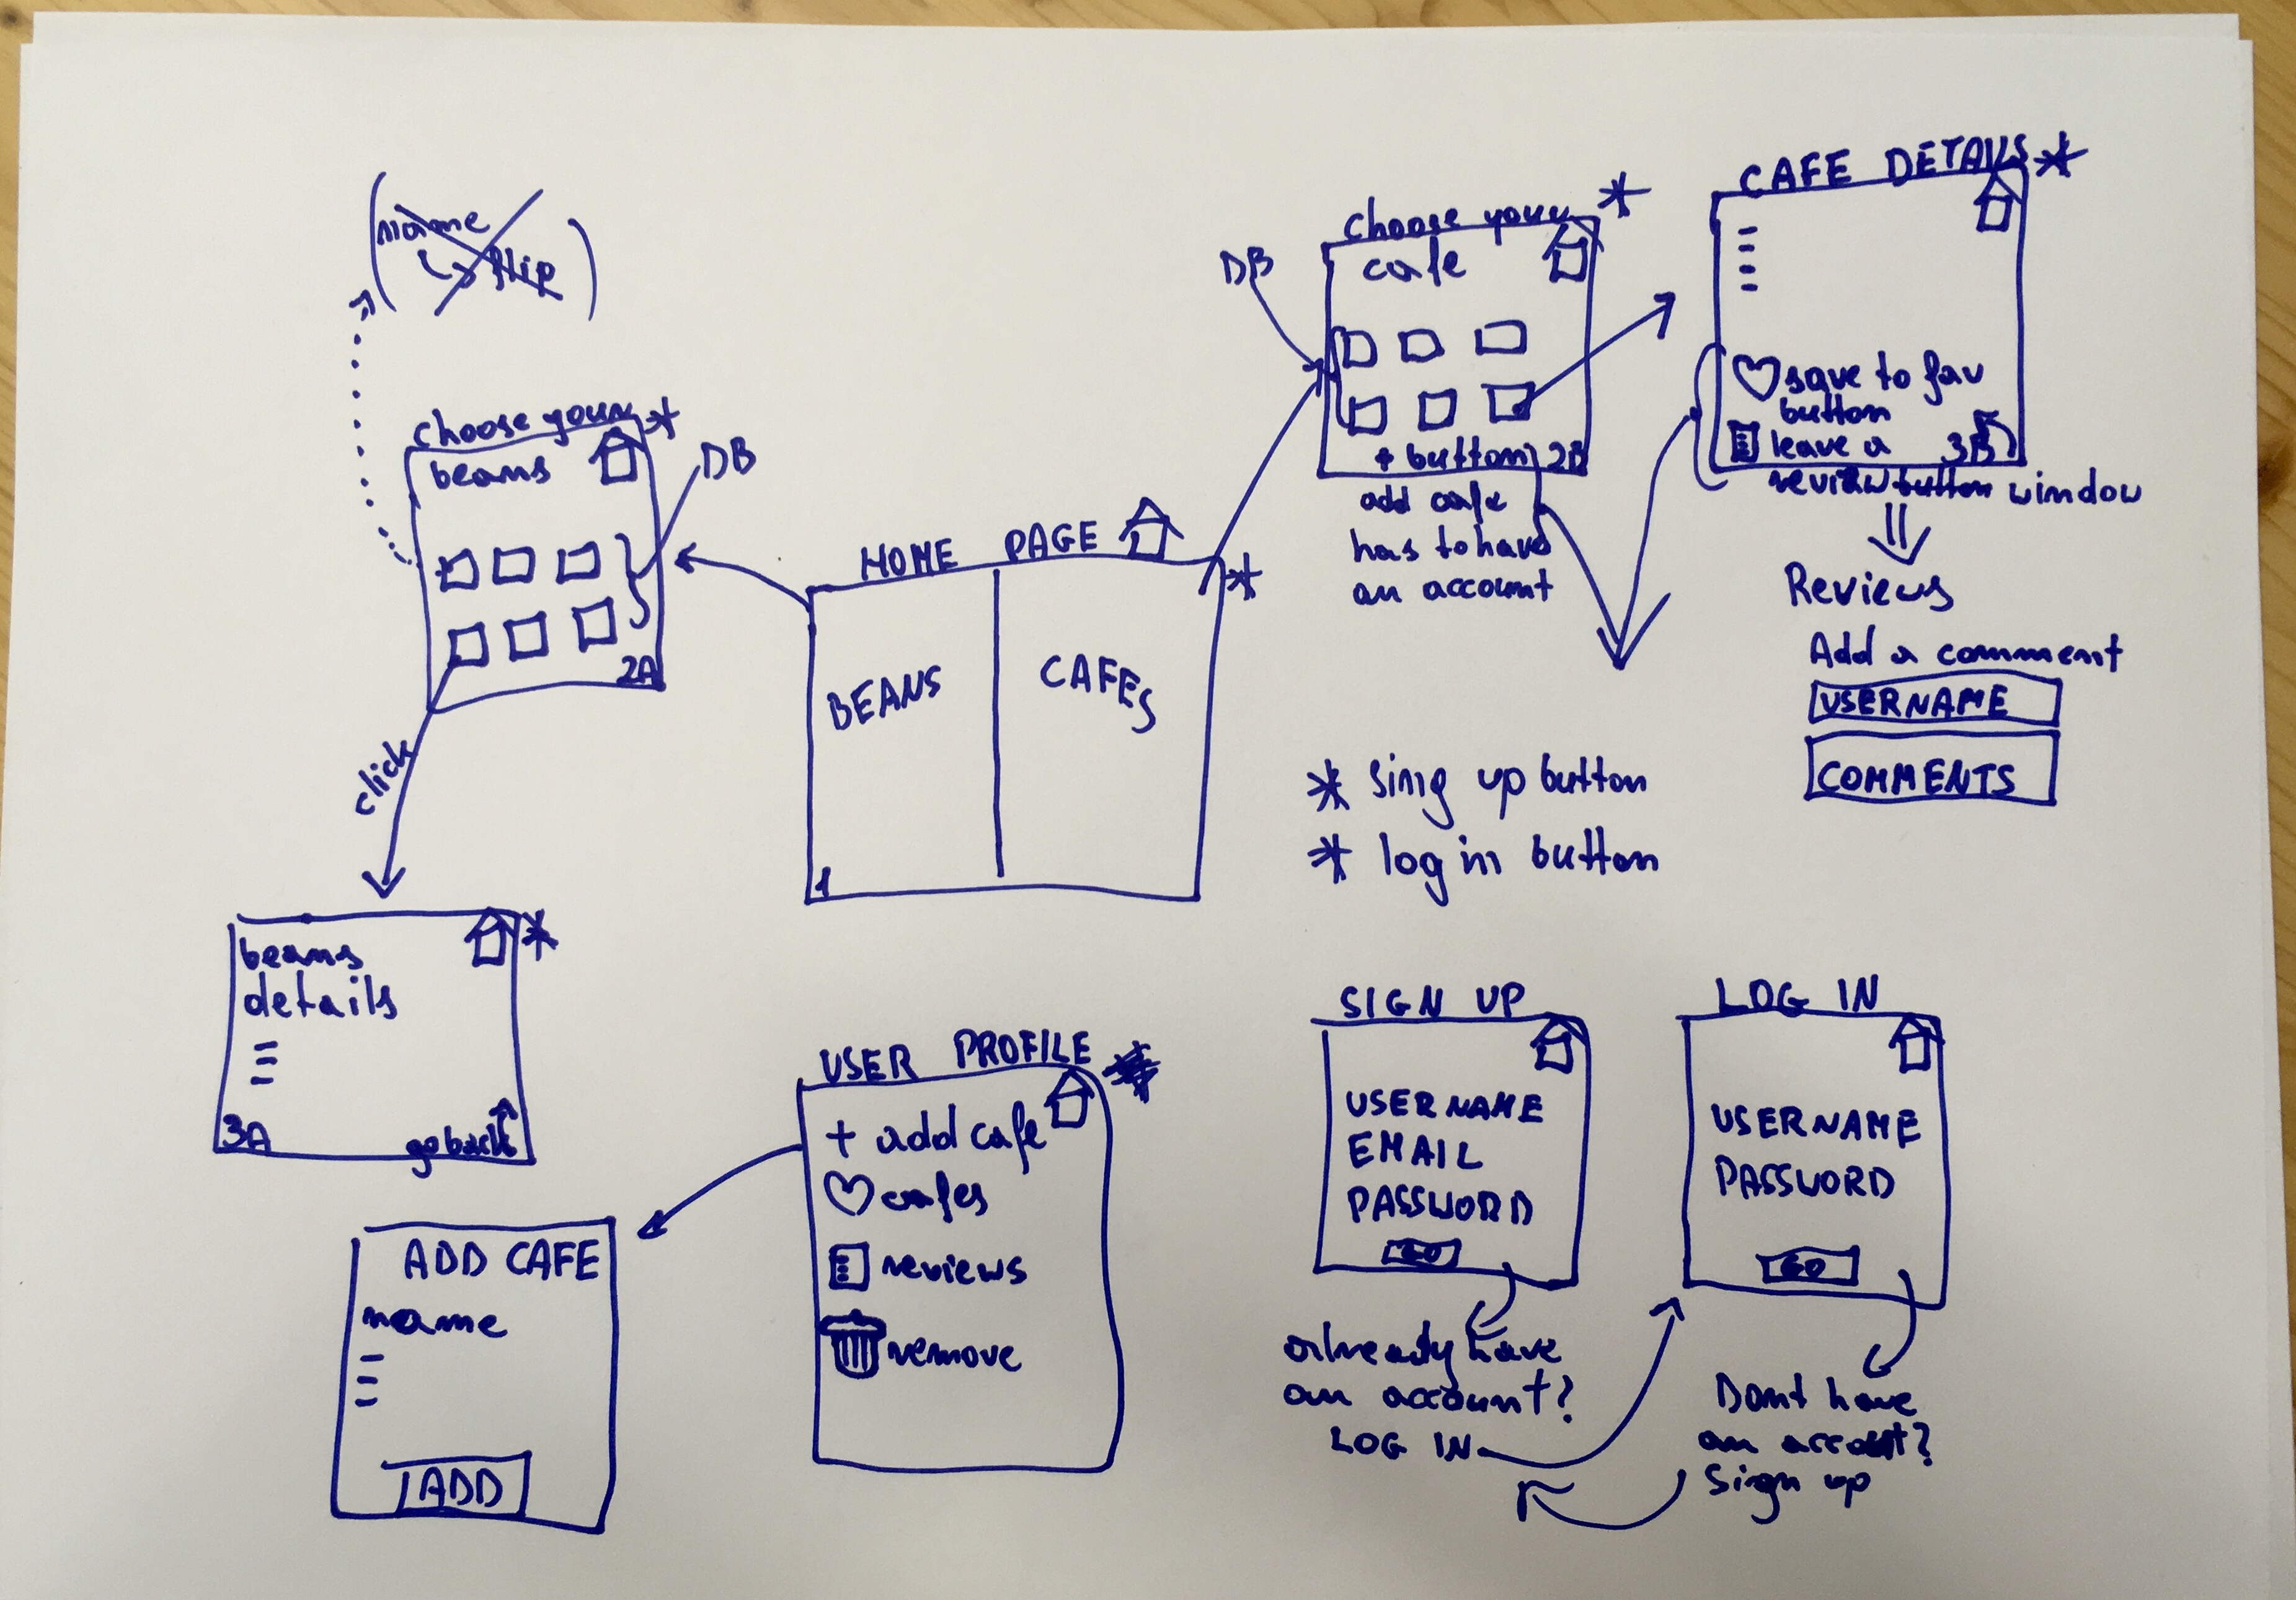 name
flip
choose your
beans
DB
2A
click
beans
details
3A
go back
HOME PAGE
BEANS
CAFES
1
DB
choose your
cafe
+ button
2B
add cafe
has to have
an account
CAFE DETAILS
save to fav
button
leave a
3B
review button window
Reviews
Add a comment
USERNAME
COMMENTS
* sing up button
* log in button
USER PROFILE
+ add cafe
cafes
reviews
remove
ADD CAFE
name
ADD
SIGN UP
USERNAME
EMAIL
PASSWORD
GO
already have
an account?
LOG IN
LOG IN
USERNAME
PASSWORD
GO
Dont have
an account?
Sign up